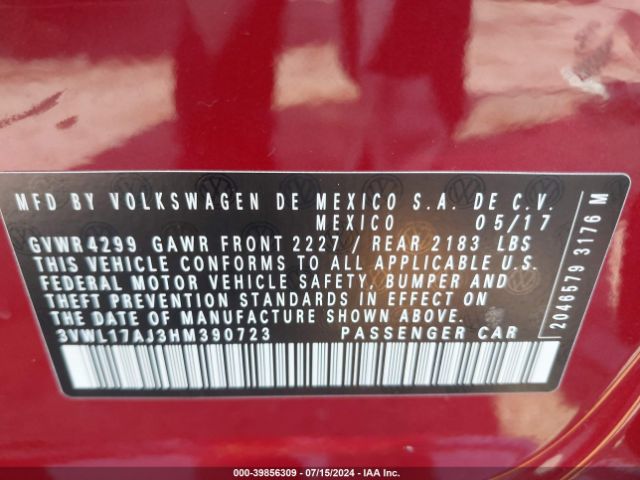 MFD BY VOLKSWAGEN DE MEXICO S.A. DE C.V.
MEXICO 05/17
GVWR 4299 GAWR FRONT 2227 / REAR 2183 LBS
THIS VEHICLE CONFORMS TO ALL APPLICABLE U.S.
FEDERAL MOTOR VEHICLE SAFETY, BUMPER AND
THEFT PREVENTION STANDARDS IN EFFECT ON
THE DATE OF MANUFACTURE SHOWN ABOVE.
3VWL17AJ3HM390723 PASSENGER CAR
2046579 3176 M
000-39856309 - 07/15/2024 - IAA Inc.